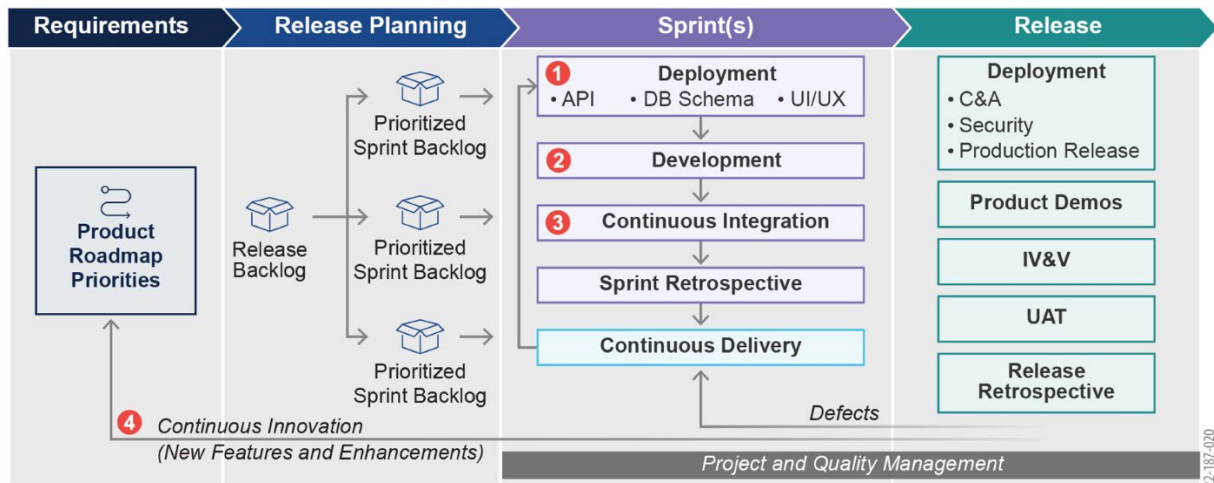 Requirements
Release Planning
Sprint(s)
Release
Product
Roadmap
Priorities
Release
Backlog
Prioritized
Sprint Backlog
Prioritized
Sprint Backlog
Prioritized
Sprint Backlog
1 Deployment
• API • DB Schema • UI/UX
2 Development
3 Continuous Integration
Sprint Retrospective
Continuous Delivery
Deployment
• C&A
• Security
• Production Release
Product Demos
IV&V
UAT
Release
Retrospective
Defects
4 Continuous Innovation
(New Features and Enhancements)
Project and Quality Management